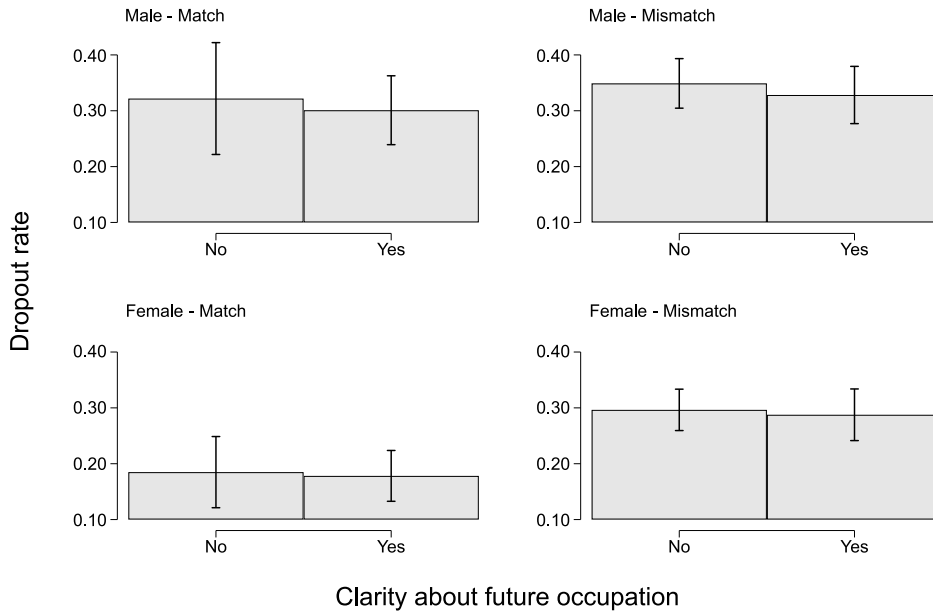 Male - Match
Male - Mismatch
0.40
0.30
0.20
0.10
No
Yes
0.40
0.30
0.20
0.10
No
Yes
Dropout rate
Female - Match
Female - Mismatch
0.40
0.30
0.20
0.10
No
Yes
0.40
0.30
0.20
0.10
No
Yes
Clarity about future occupation